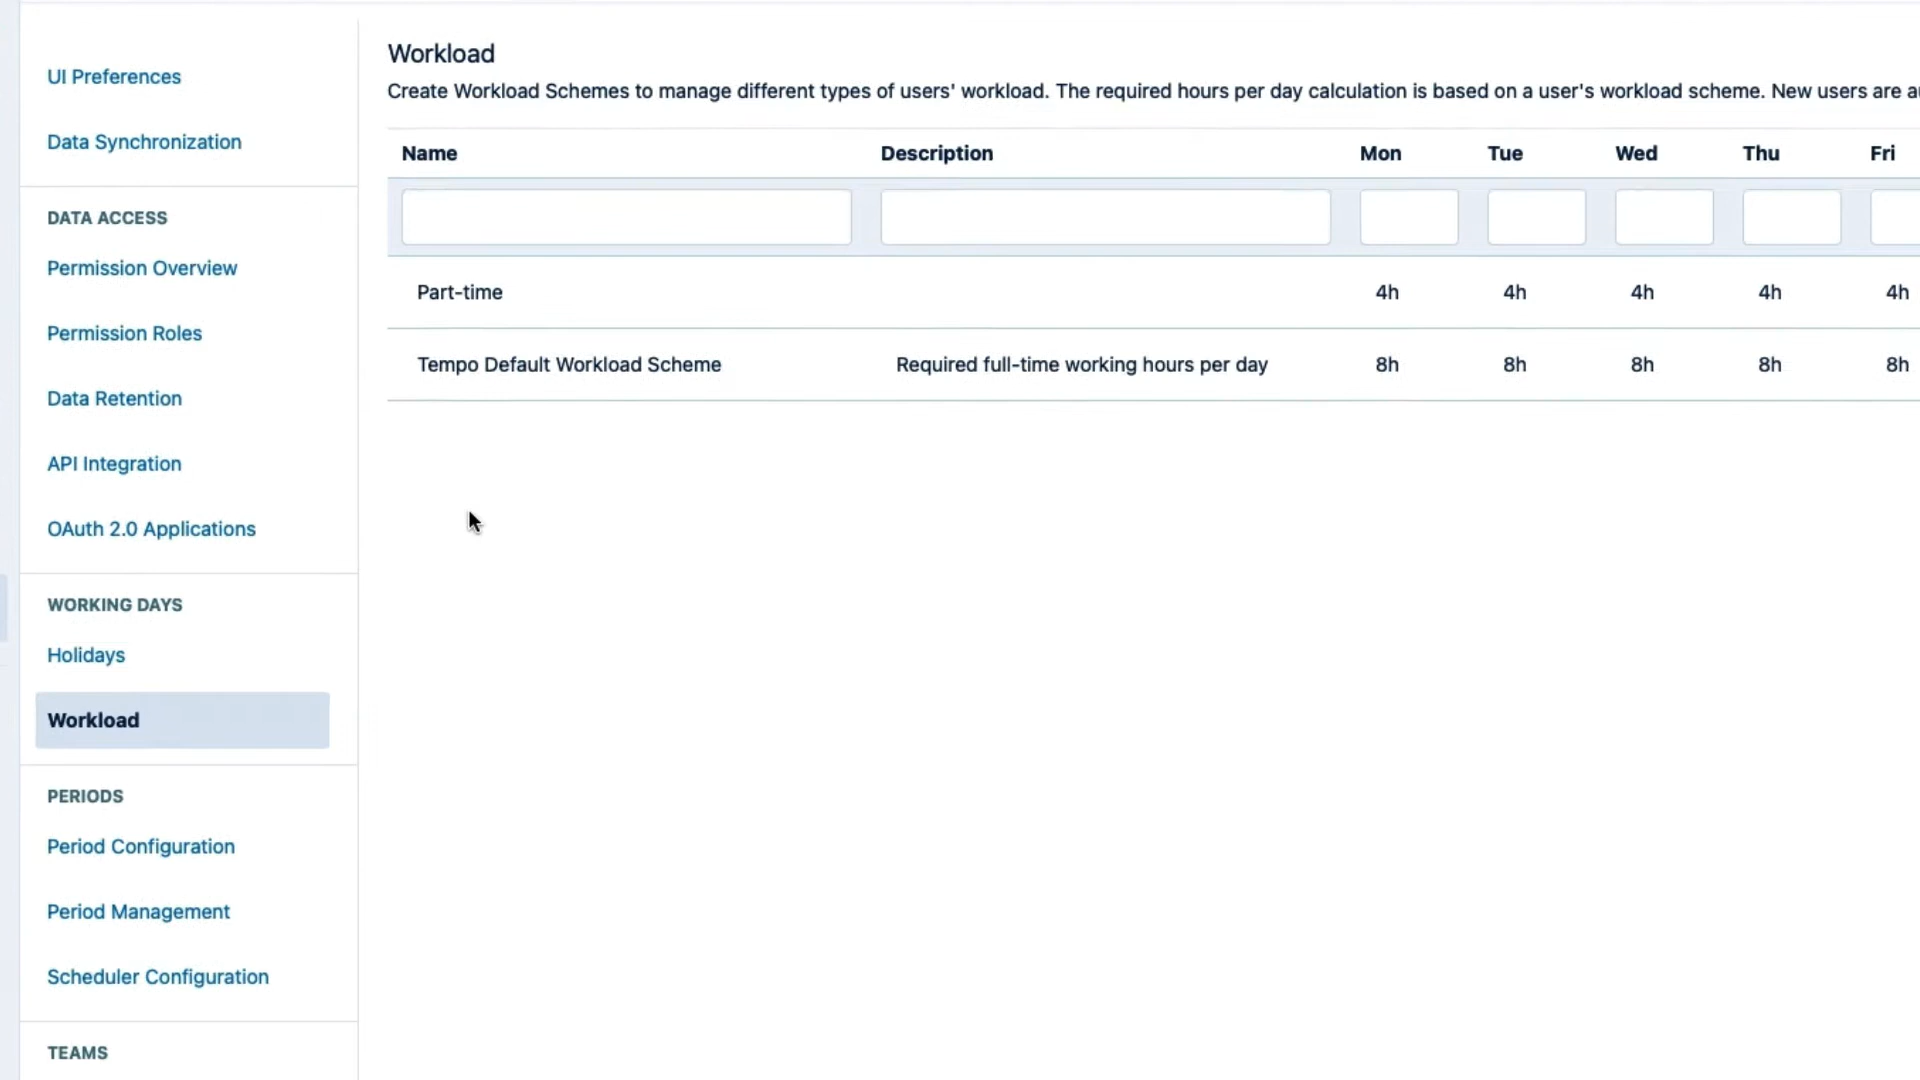 UI Preferences
Data Synchronization
DATA ACCESS
Permission Overview
Permission Roles
Data Retention
API Integration
OAuth 2.0 Applications
WORKING DAYS
Holidays
Workload
PERIODS
Period Configuration
Period Management
Scheduler Configuration
TEAMS
Workload
Create Workload Schemes to manage different types of users' workload. The required hours per day calculation is based on a user's workload scheme. New users are
Name Description Mon Tue Wed Thu Fri
Part-time 4h 4h 4h 4h 4h
Tempo Default Workload Scheme Required full-time working hours per day 8h 8h 8h 8h 8h